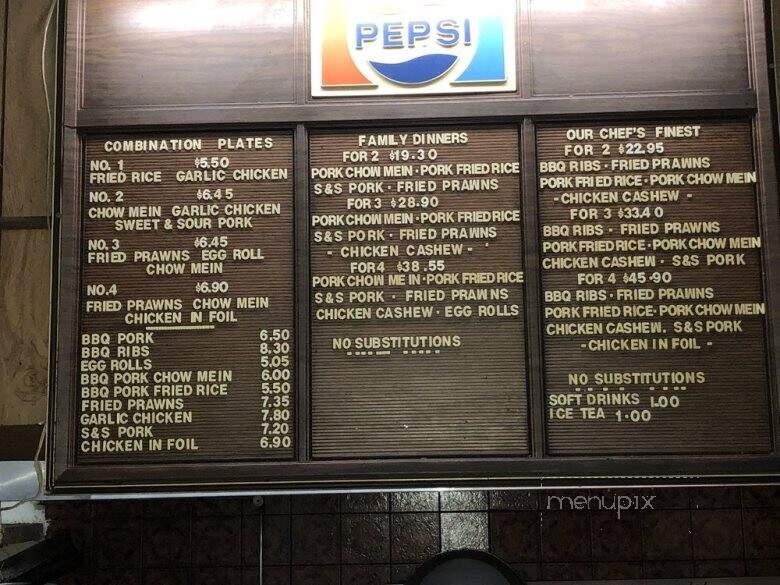 PEPSI
COMBINATION PLATES
NO. 1 $5.50
FRIED RICE GARLIC CHICKEN
NO. 2 $6.45
CHOW MEIN GARLIC CHICKEN
SWEET & SOUR PORK
NO. 3 $6.45
FRIED PRAWNS EGG ROLL
CHOW MEIN
NO.4 $6.90
FRIED PRAWNS CHOW MEIN
CHICKEN IN FOIL
BBQ PORK 6.50
BBQ RIBS 8.30
EGG ROLLS 5.05
BBQ PORK CHOW MEIN 6.00
BBQ PORK FRIED RICE 5.50
FRIED PRAWNS 7.35
GARLIC CHICKEN 7.80
S&S PORK 7.20
CHICKEN IN FOIL 6.90
FAMILY DINNERS
FOR 2 $19.30
PORK CHOW MEIN · PORK FRIED RICE
S&S PORK · FRIED PRAWNS
FOR 3 $28.90
PORK CHOW MEIN · PORK FRIED RICE
S&S PORK · FRIED PRAWNS
- CHICKEN CASHEW -
FOR 4 $38.55
PORK CHOW MEIN · PORK FRIED RICE
S&S PORK · FRIED PRAWNS
CHICKEN CASHEW · EGG ROLLS
NO SUBSTITUTIONS
OUR CHEF'S FINEST
FOR 2 $22.95
BBQ RIBS · FRIED PRAWNS
PORK FRIED RICE · PORK CHOW MEIN
- CHICKEN CASHEW -
FOR 3 $33.40
BBQ RIBS · FRIED PRAWNS
PORK FRIED RICE · PORK CHOW MEIN
CHICKEN CASHEW · S&S PORK
FOR 4 $45.90
BBQ RIBS · FRIED PRAWNS
PORK FRIED RICE · PORK CHOW MEIN
CHICKEN CASHEW. S&S PORK
- CHICKEN IN FOIL -
NO SUBSTITUTIONS
SOFT DRINKS 1.00
ICE TEA 1.00
menupix